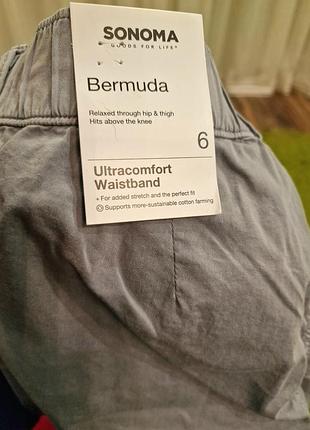 SONOMA
GOODS FOR LIFE®
Bermuda
Relaxed through hip & thigh
Hits above the knee
6
Ultracomfort
Waistband
+ For added stretch and the perfect fit
Supports more-sustainable cotton farming